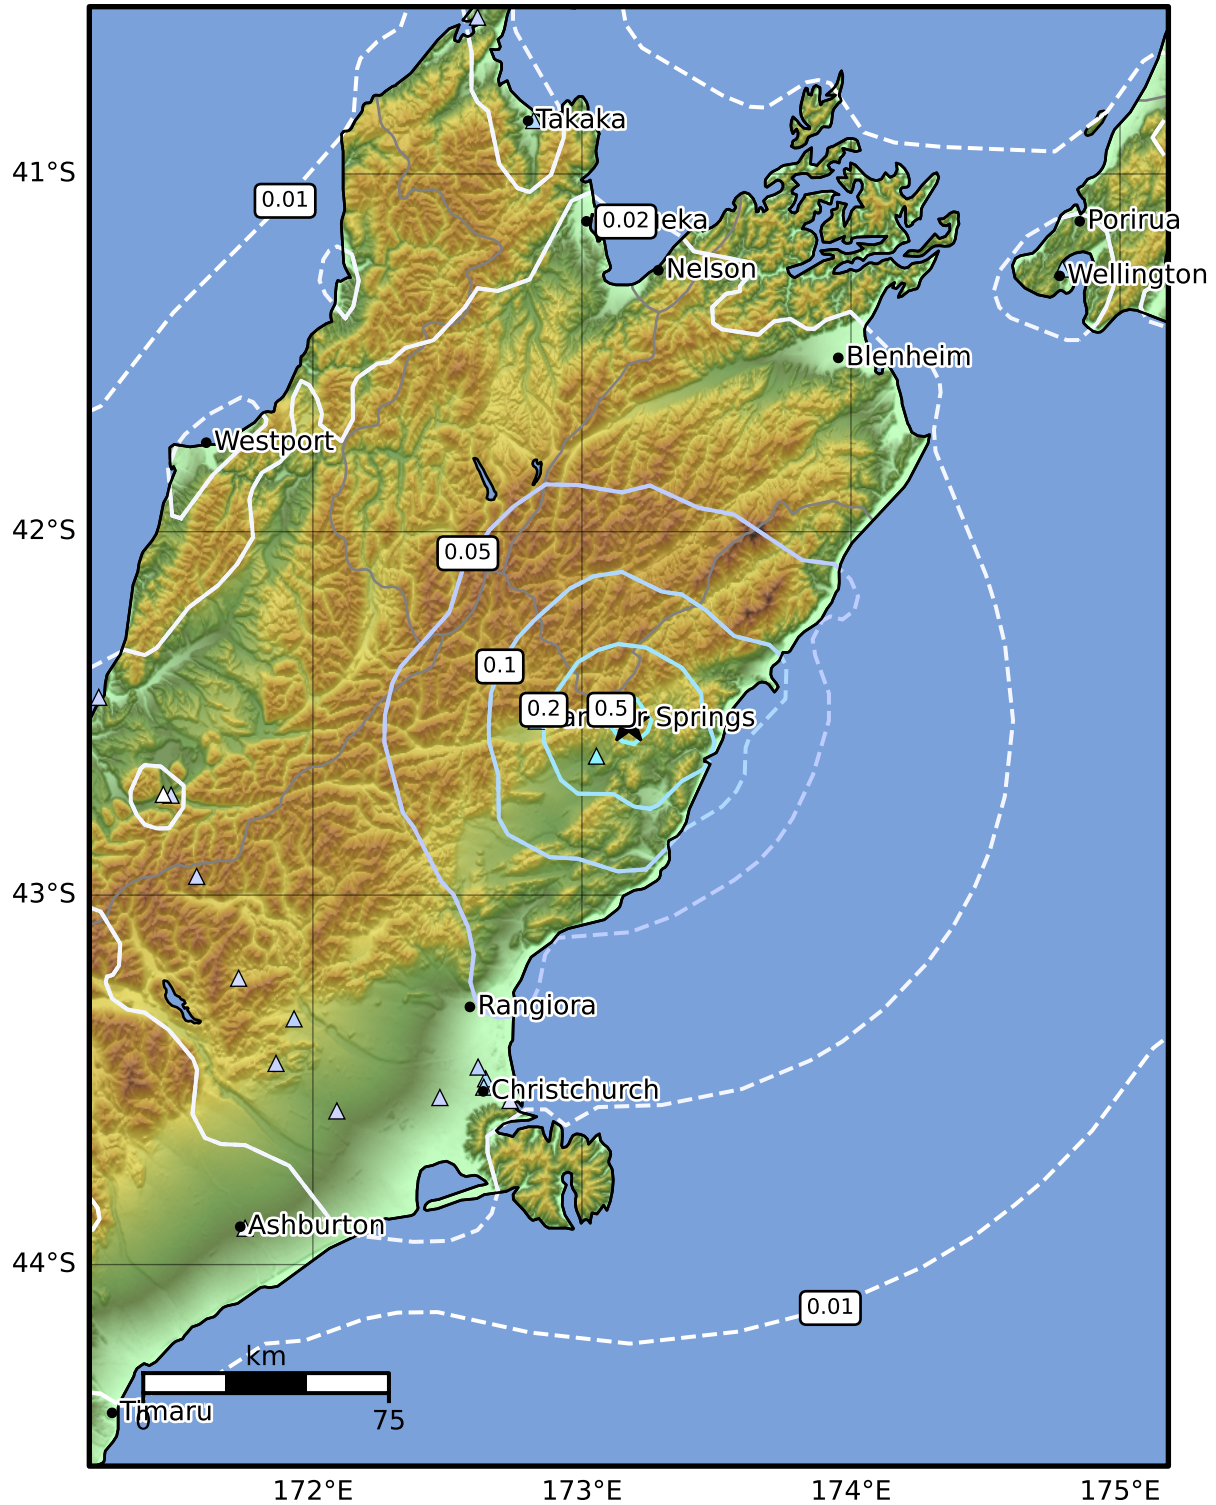 Takaka
41°S
0.01
0.02
eka
Porirua
Nelson
Wellington
Blenheim
Westport
42°S
0.05
0.1
0.2
0.5
Springs
43°S
Rangiora
Christchurch
Ashburton
44°S
0.01
km
Timaru
0
75
172°E
173°E
174°E
175°E